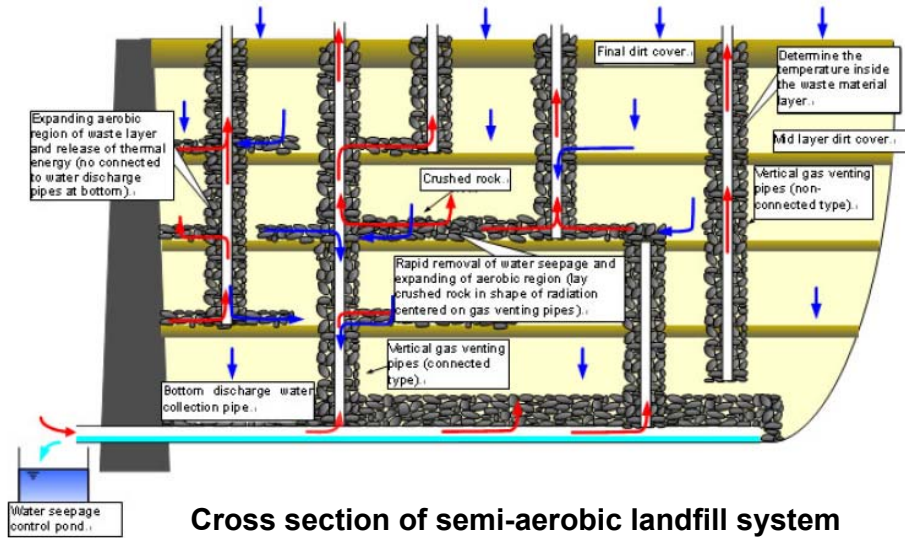 Final dirt cover.
Determine the
temperature inside
the waste material
layer.
Expanding aerobic
region of waste layer
and release of thermal
energy (no connected
to water discharge
pipes at bottom).
Mid layer dirt cover
Crushed rock.
Vertical gas venting
pipes (non-
connected type).
Rapid removal of water seepage and
expanding of aerobic region (lay
crushed rock in shape of radiation
centered on gas venting pipes).
Vertical gas venting
pipes (connected
type).
Bottom discharge water
collection pipe.
Water seepage
control pond.
Cross section of semi-aerobic landfill system